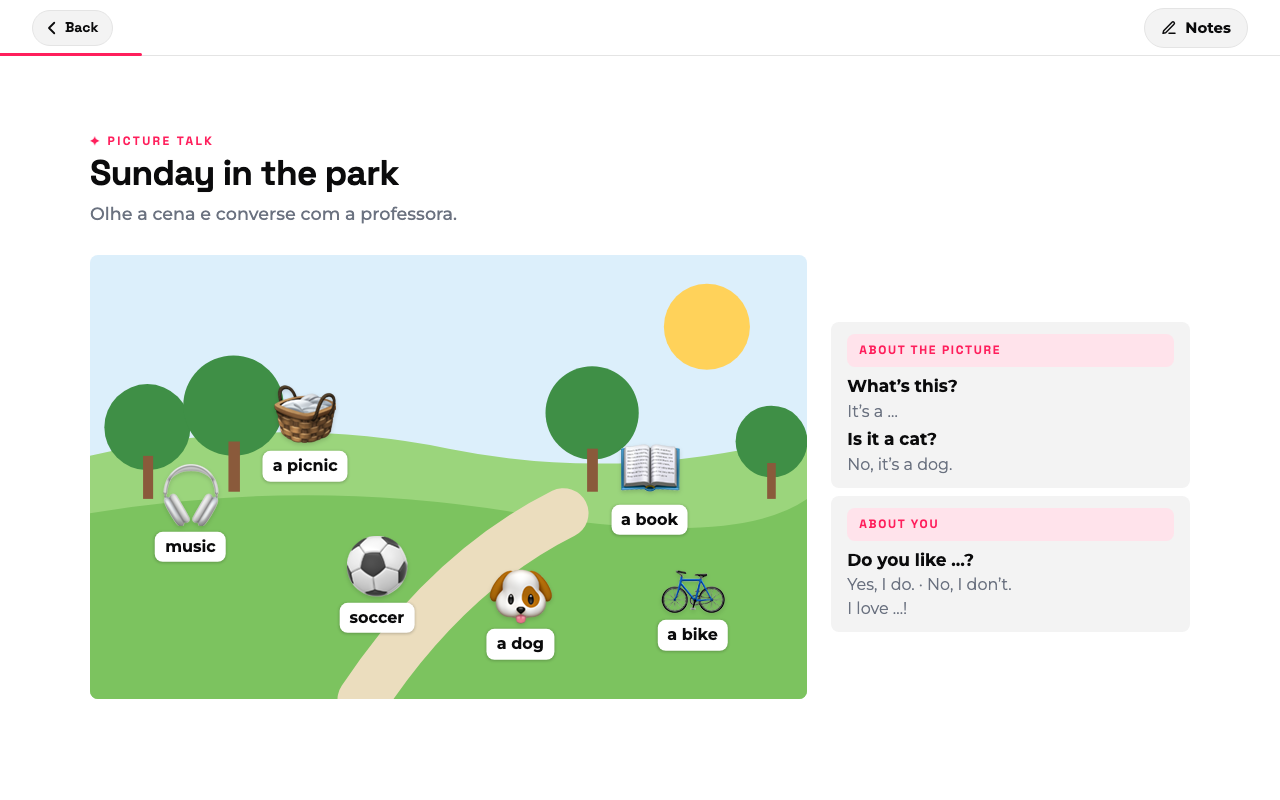 Back
Notes
✦ PICTURE TALK
Sunday in the park
Olhe a cena e converse com a professora.
a picnic
a book
music
soccer
a dog
a bike
ABOUT THE PICTURE
What's this?
It's a ...
Is it a cat?
No, it's a dog.
ABOUT YOU
Do you like ...?
Yes, I do. · No, I don't.
I love ...!